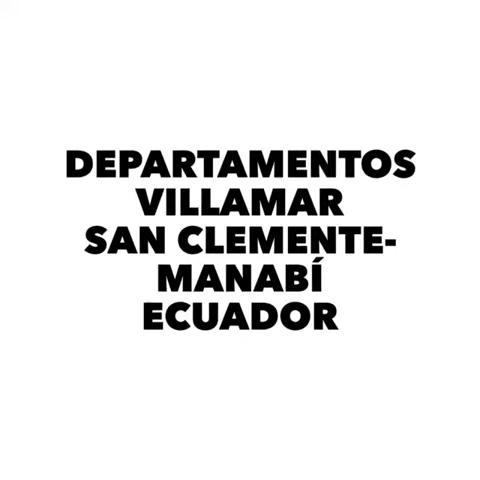 DEPARTAMENTOS
VILLAMAR
SAN CLEMENTE-
MANABÍ
ECUADOR